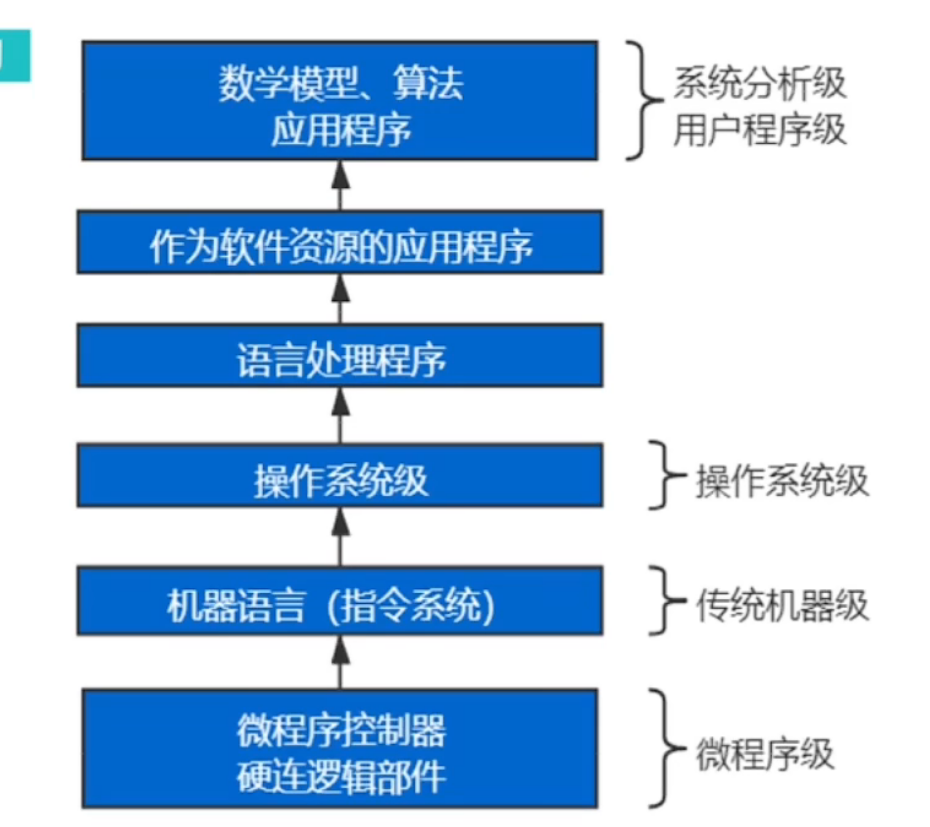 数学模型、算法
应用程序
系统分析级
用户程序级
作为软件资源的应用程序
语言处理程序
操作系统级
操作系统级
机器语言（指令系统）
传统机器级
微程序控制器
硬连逻辑部件
微程序级